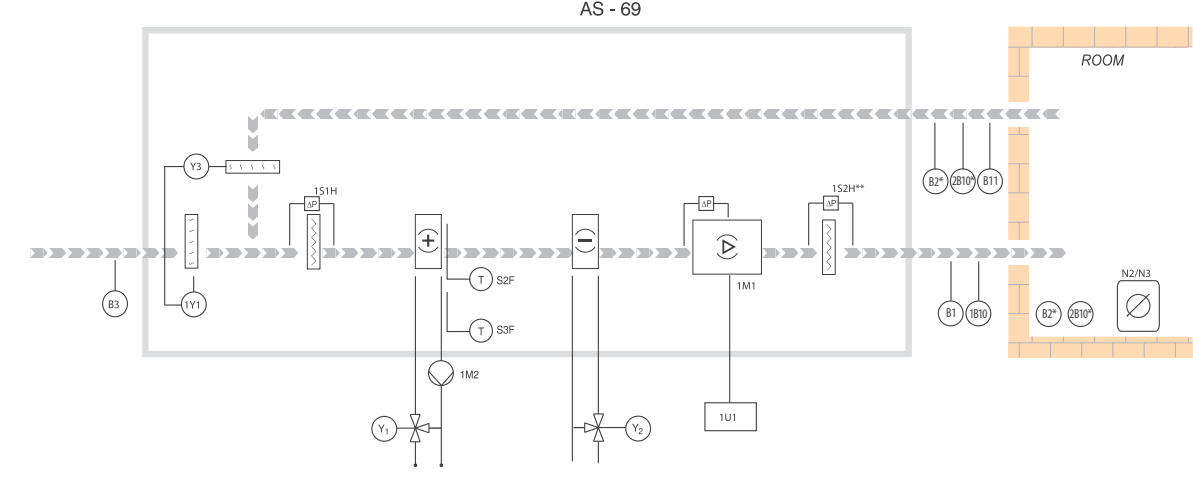 AS - 69
ROOM
Y3
1S1H
ΔP
ΔP
1S2H**
ΔP
B2*
2B10*
B11
+
−
T
S2F
1M1
N2/N3
B3
1Y1
T
S3F
B1
1B10
B2*
2B10*
1M2
1U1
Y1
Y2